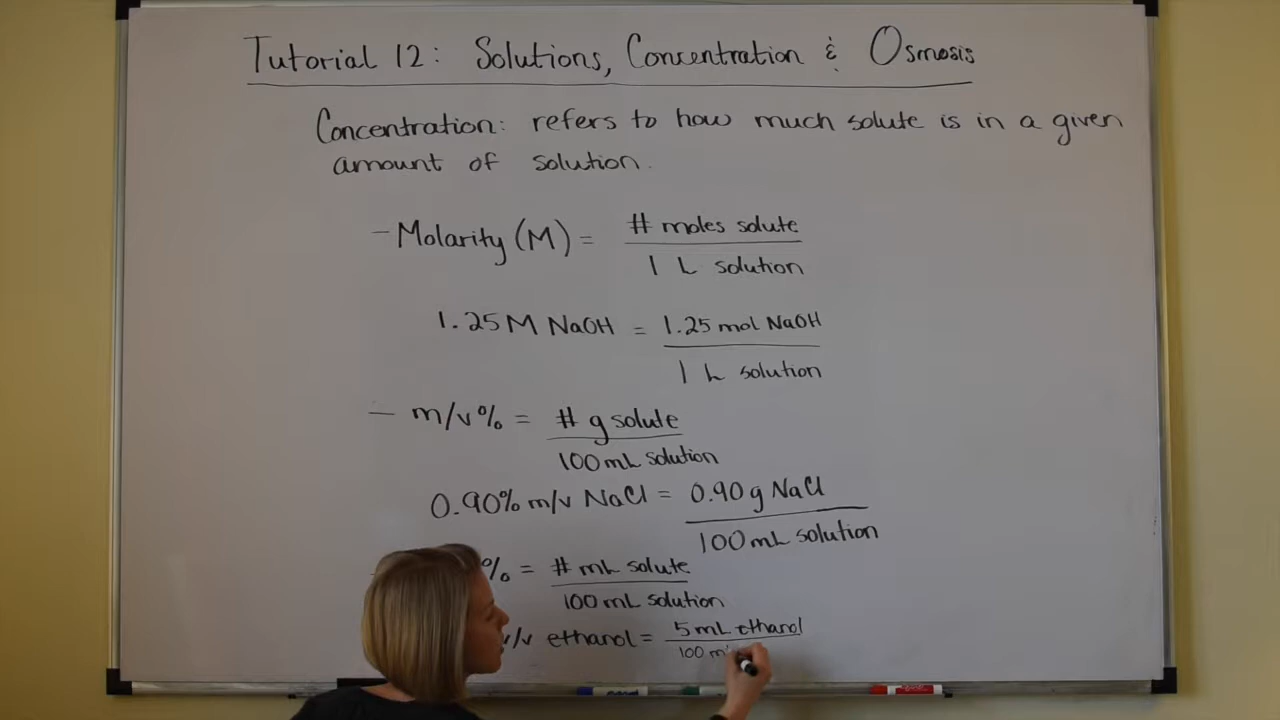 Tutorial 12: Solutions, Concentration & Osmosis
Concentration: refers to how much solute is in a given
amount of solution.
- Molarity (M) = # moles solute
1 L solution
1.25 M NaOH = 1.25 mol NaOH
1 L solution
- m/v % = # g solute
100 mL solution
0.90% m/v NaCl = 0.90 g NaCl
100 mL solution
% = # mL solute
100 mL solution
/v ethanol = 5 mL ethanol
100 m